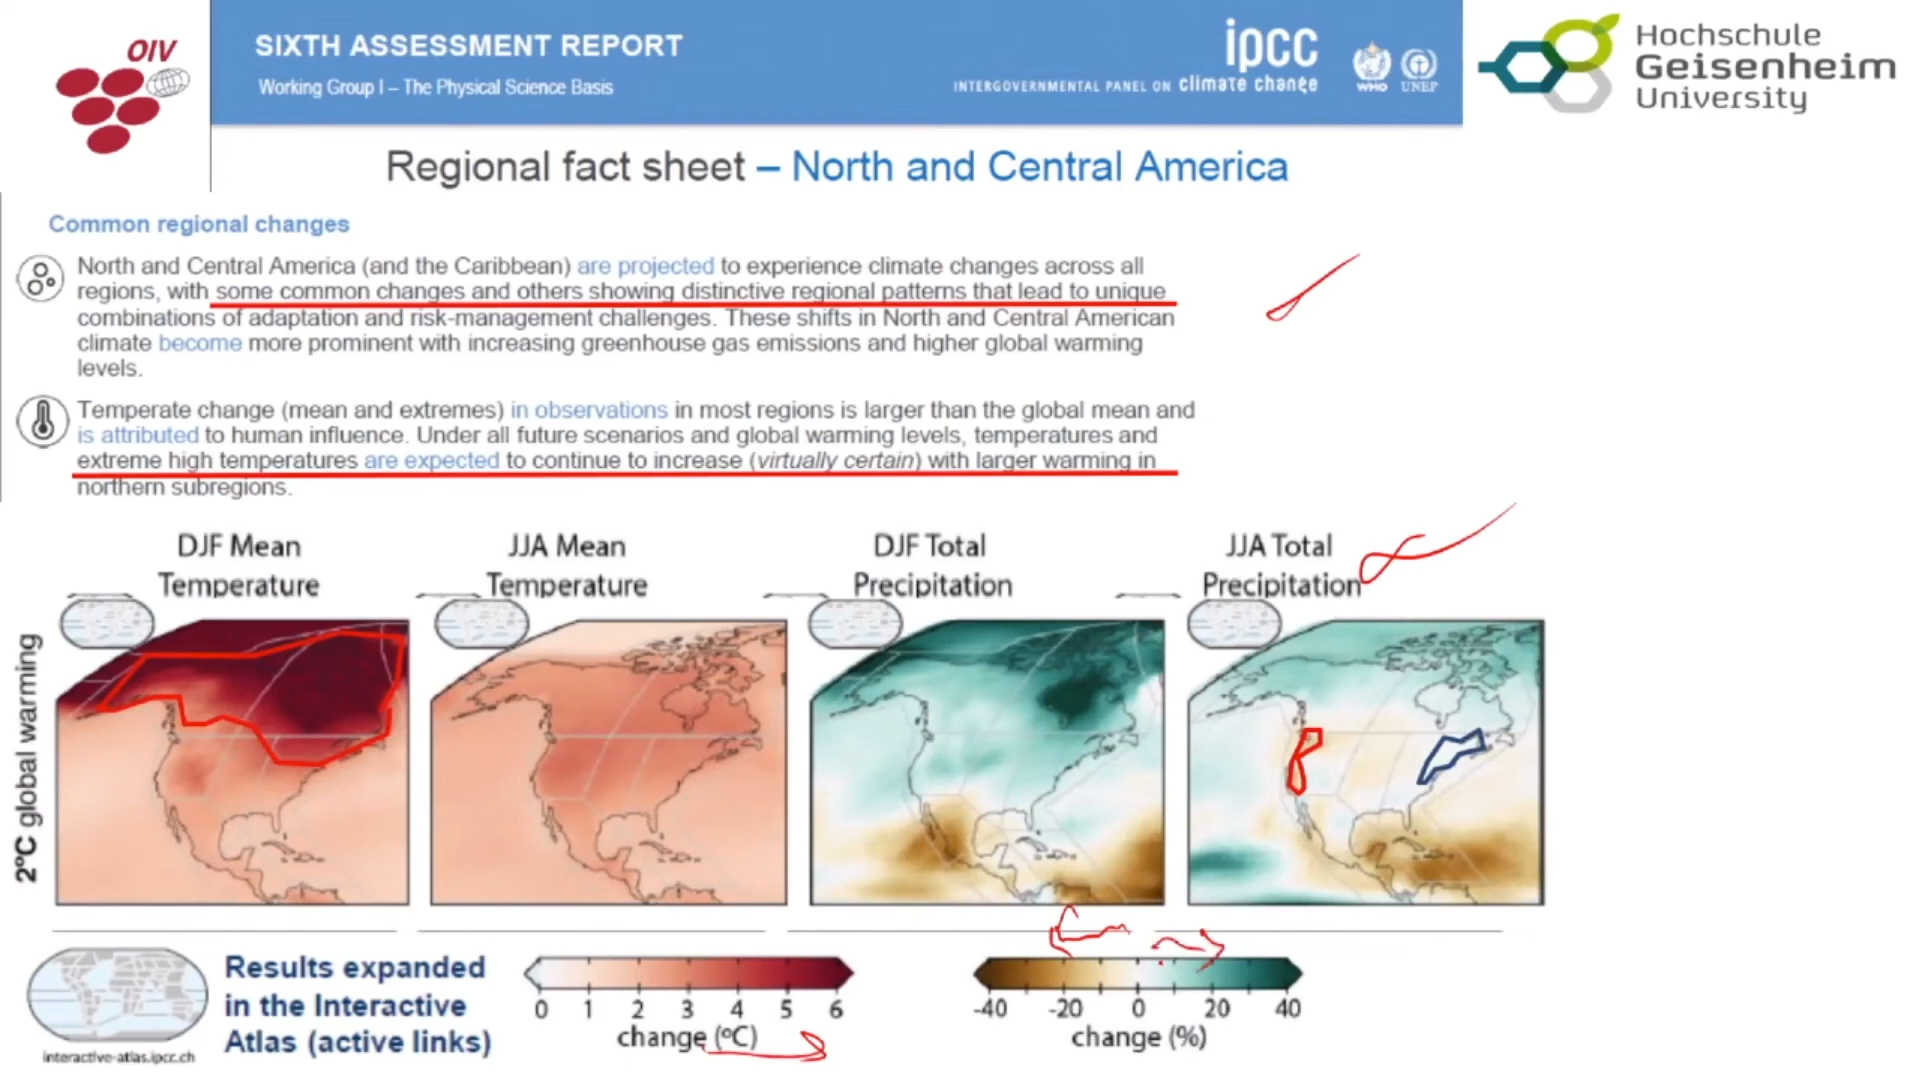 OIV
SIXTH ASSESSMENT REPORT
Working Group I – The Physical Science Basis
ipcc
INTERGOVERNMENTAL PANEL ON climate change
WMO
UNEP
Hochschule
Geisenheim
University
Regional fact sheet – North and Central America
Common regional changes
North and Central America (and the Caribbean) are projected to experience climate changes across all
regions, with some common changes and others showing distinctive regional patterns that lead to unique
combinations of adaptation and risk-management challenges. These shifts in North and Central American
climate become more prominent with increasing greenhouse gas emissions and higher global warming
levels.
Temperate change (mean and extremes) in observations in most regions is larger than the global mean and
is attributed to human influence. Under all future scenarios and global warming levels, temperatures and
extreme high temperatures are expected to continue to increase (virtually certain) with larger warming in
northern subregions.
DJF Mean
Temperature
JJA Mean
Temperature
DJF Total
Precipitation
JJA Total
Precipitation
2°C global warming
Results expanded
in the Interactive
Atlas (active links)
interactive-atlas.ipcc.ch
0 1 2 3 4 5 6
change (°C)
-40 -20 0 20 40
change (%)